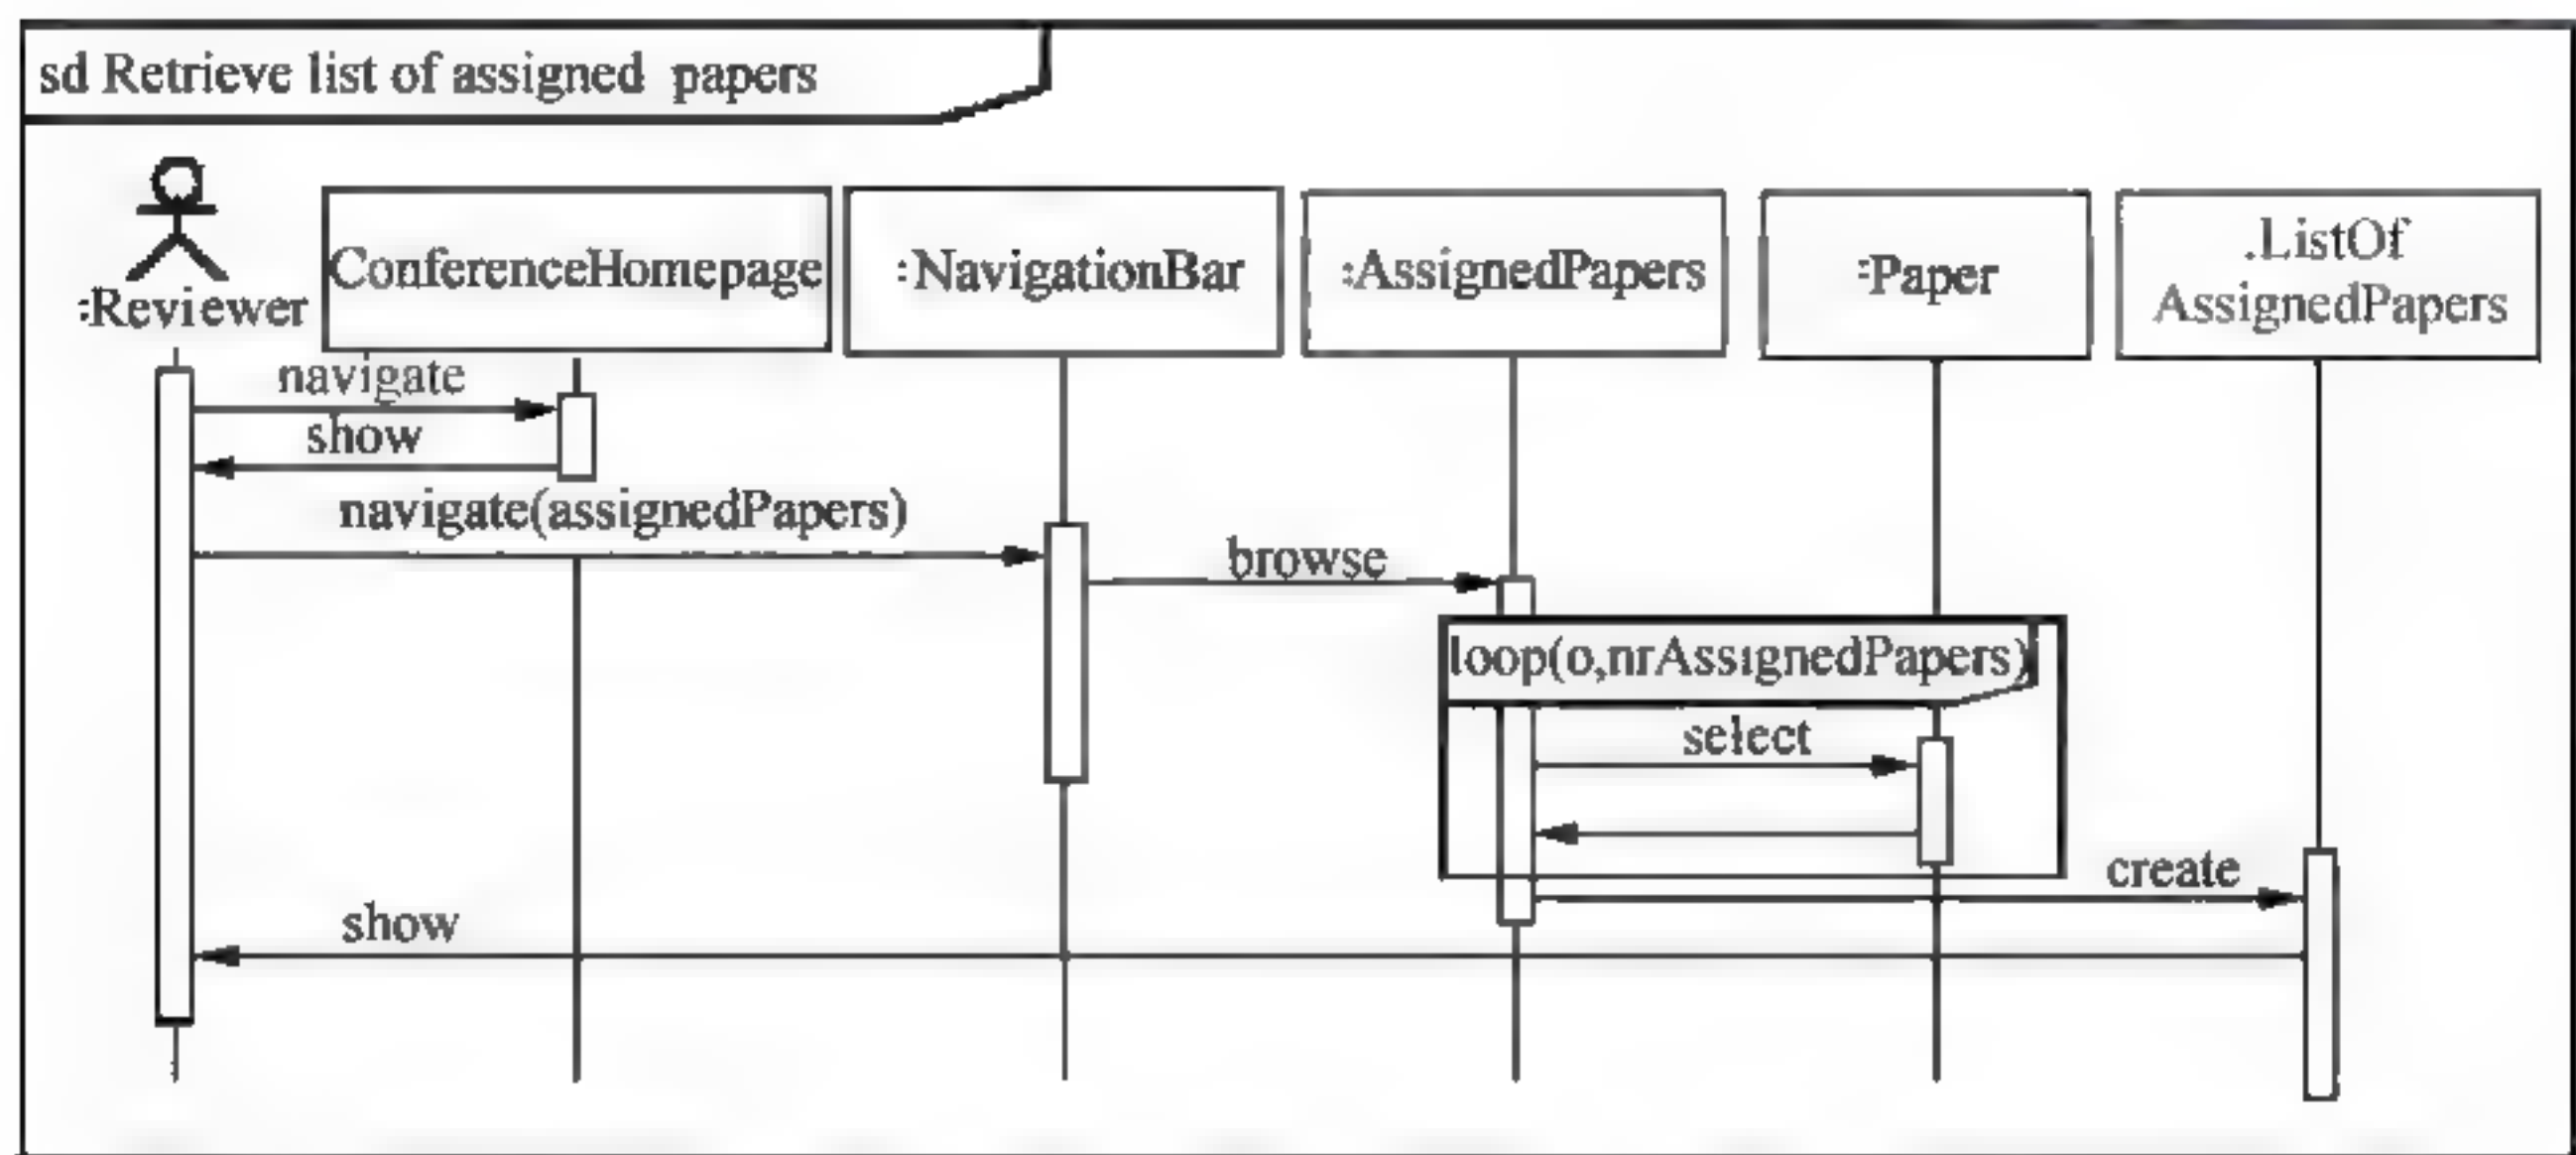 sd Retrieve list of assigned papers
:Reviewer
ConferenceHomepage
:NavigationBar
:AssignedPapers
:Paper
.ListOf
AssignedPapers
navigate
show
navigate(assignedPapers)
browse
loop(o,nrAssignedPapers)
select
create
show